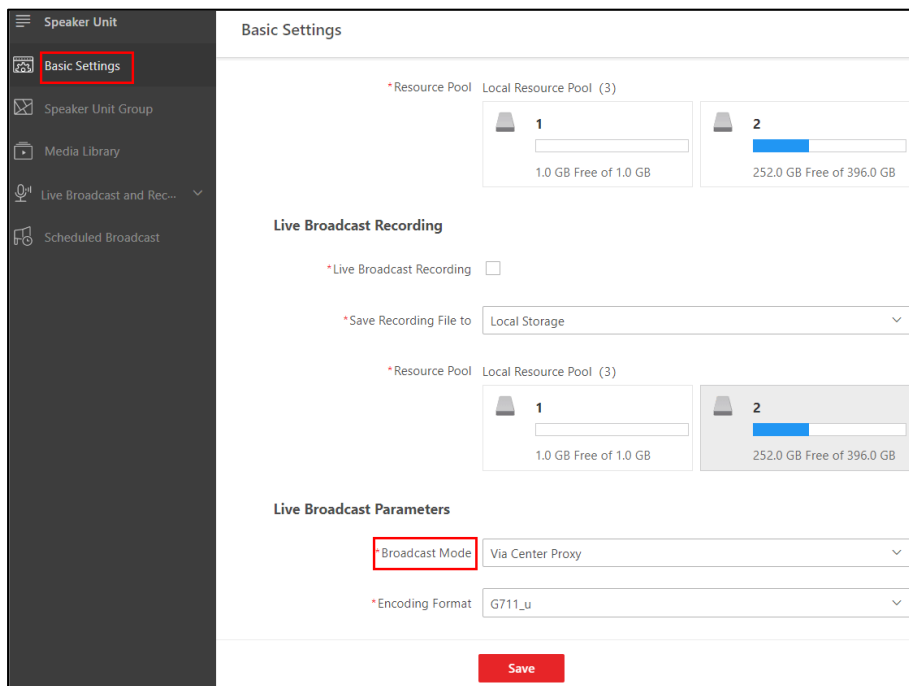 Speaker Unit
Basic Settings
Speaker Unit Group
Media Library
Live Broadcast and Rec...
Scheduled Broadcast
Basic Settings
*Resource Pool Local Resource Pool (3)
1
1.0 GB Free of 1.0 GB
2
252.0 GB Free of 396.0 GB
Live Broadcast Recording
*Live Broadcast Recording
*Save Recording File to Local Storage
*Resource Pool Local Resource Pool (3)
1
1.0 GB Free of 1.0 GB
2
252.0 GB Free of 396.0 GB
Live Broadcast Parameters
*Broadcast Mode Via Center Proxy
*Encoding Format G711_u
Save